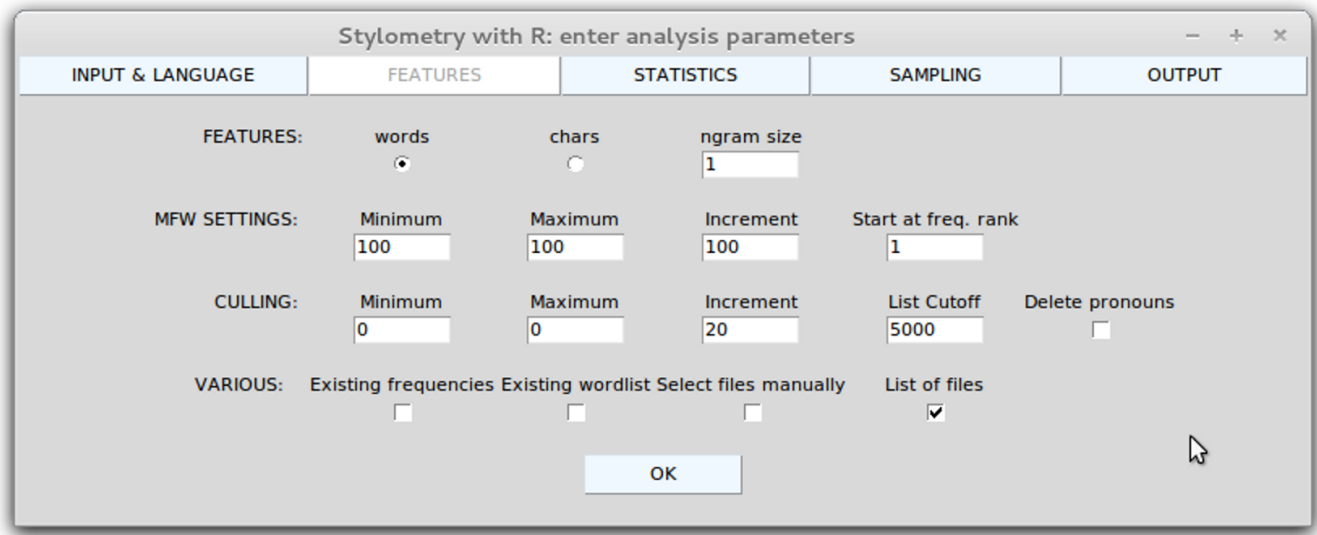 Stylometry with R: enter analysis parameters
INPUT & LANGUAGE FEATURES STATISTICS SAMPLING OUTPUT
FEATURES: words chars ngram size
1
MFW SETTINGS: Minimum Maximum Increment Start at freq. rank
100 100 100 1
CULLING: Minimum Maximum Increment List Cutoff Delete pronouns
0 0 20 5000
VARIOUS: Existing frequencies Existing wordlist Select files manually List of files
OK